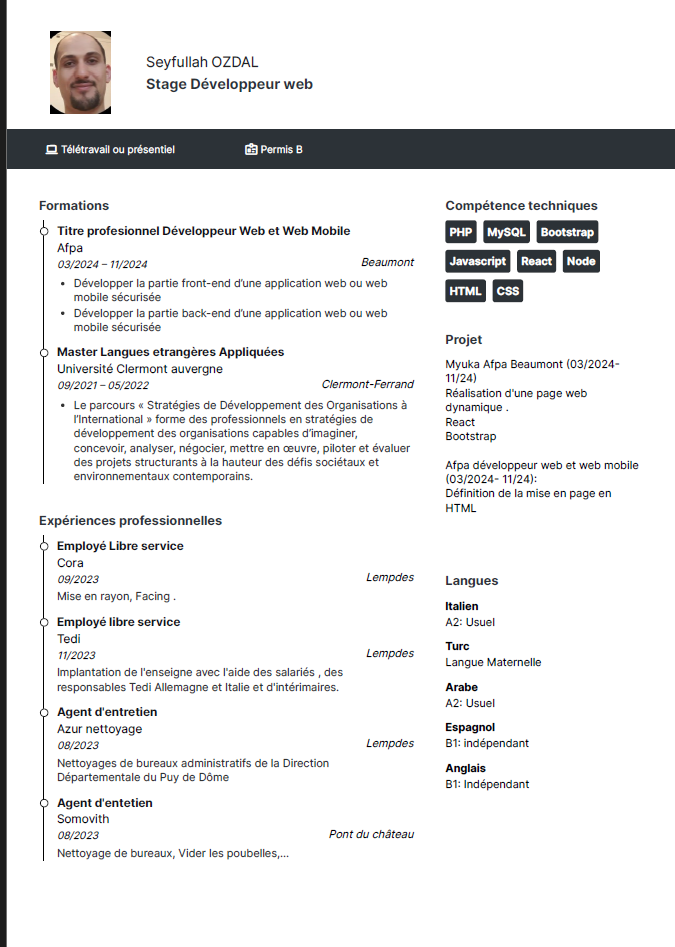 Seyfullah OZDAL
Stage Développeur web
Télétravail ou présentiel
Permis B
Formations
Titre profesionnel Développeur Web et Web Mobile
Afpa
03/2024 – 11/2024
Beaumont
• Développer la partie front-end d’une application web ou web
mobile sécurisée
• Développer la partie back-end d’une application web ou web
mobile sécurisée
Master Langues etrangères Appliquées
Université Clermont auvergne
09/2021 – 05/2022
Clermont-Ferrand
• Le parcours « Stratégies de Développement des Organisations à
l’International » forme des professionnels en stratégies de
développement des organisations capables d’imaginer,
concevoir, analyser, négocier, mettre en œuvre, piloter et évaluer
des projets structurants à la hauteur des défis sociétaux et
environnementaux contemporains.
Expériences professionnelles
Employé Libre service
Cora
09/2023
Lempdes
Mise en rayon, Facing .
Employé libre service
Tedi
11/2023
Lempdes
Implantation de l'enseigne avec l'aide des salariés , des
responsables Tedi Allemagne et Italie et d'intérimaires.
Agent d'entretien
Azur nettoyage
08/2023
Lempdes
Nettoyages de bureaux administratifs de la Direction
Départementale du Puy de Dôme
Agent d'entetien
Somovith
08/2023
Pont du château
Nettoyage de bureaux, Vider les poubelles,...
Compétence techniques
PHP MySQL Bootstrap
Javascript React Node
HTML CSS
Projet
Myuka Afpa Beaumont (03/2024-
11/24)
Réalisation d'une page web
dynamique .
React
Bootstrap
Afpa développeur web et web mobile
(03/2024- 11/24):
Définition de la mise en page en
HTML
Langues
Italien
A2: Usuel
Turc
Langue Maternelle
Arabe
A2: Usuel
Espagnol
B1: indépendant
Anglais
B1: Indépendant